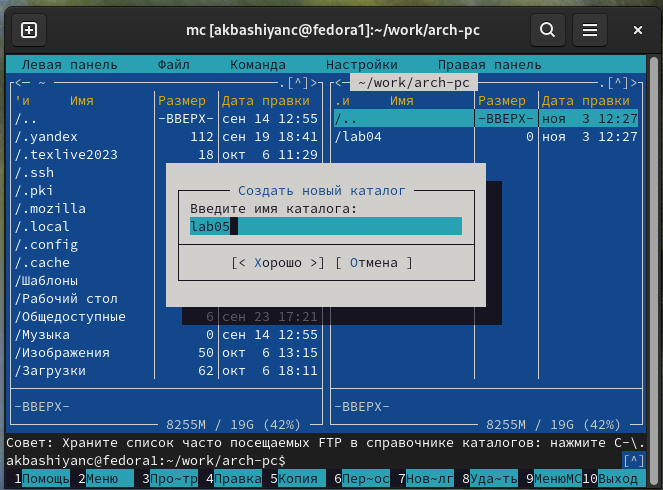 mc [akbashiyanc@fedora1]:~/work/arch-pc
Левая панель Файл Команда Настройки Правая панель
<— ~ .[^]> <— ~/work/arch-pc .[^]>
'и Имя Размер Дата правки .и Имя Размер Дата правки
/.. -ВВЕРХ- сен 14 12:55 /.. -ВВЕРХ- ноя 3 12:27
/.yandex 112 сен 19 18:41 /lab04 0 ноя 3 12:27
/.texlive2023 18 окт 6 11:29
/.ssh
/.pki
/.mozilla
/.local
/.config
/.cache
/Шаблоны
/Рабочий стол
/Общедоступные 6 сен 23 17:21
/Музыка 0 сен 14 12:55
/Изображения 50 окт 6 13:15
/Загрузки 62 окт 6 18:11
Создать новый каталог
Введите имя каталога:
lab05
[< Хорошо >] [ Отмена ]
-ВВЕРХ- -ВВЕРХ-
8255M / 19G (42%) 8255M / 19G (42%)
Совет: Храните список часто посещаемых FTP в справочнике каталогов: нажмите C-\.
akbashiyanc@fedora1:~/work/arch-pc$ [^]
1Помощь 2Меню 3Про~тр 4Правка 5Копия 6Пер~ос 7Нов~лг 8Уда~ть 9МенюMC 10Выход